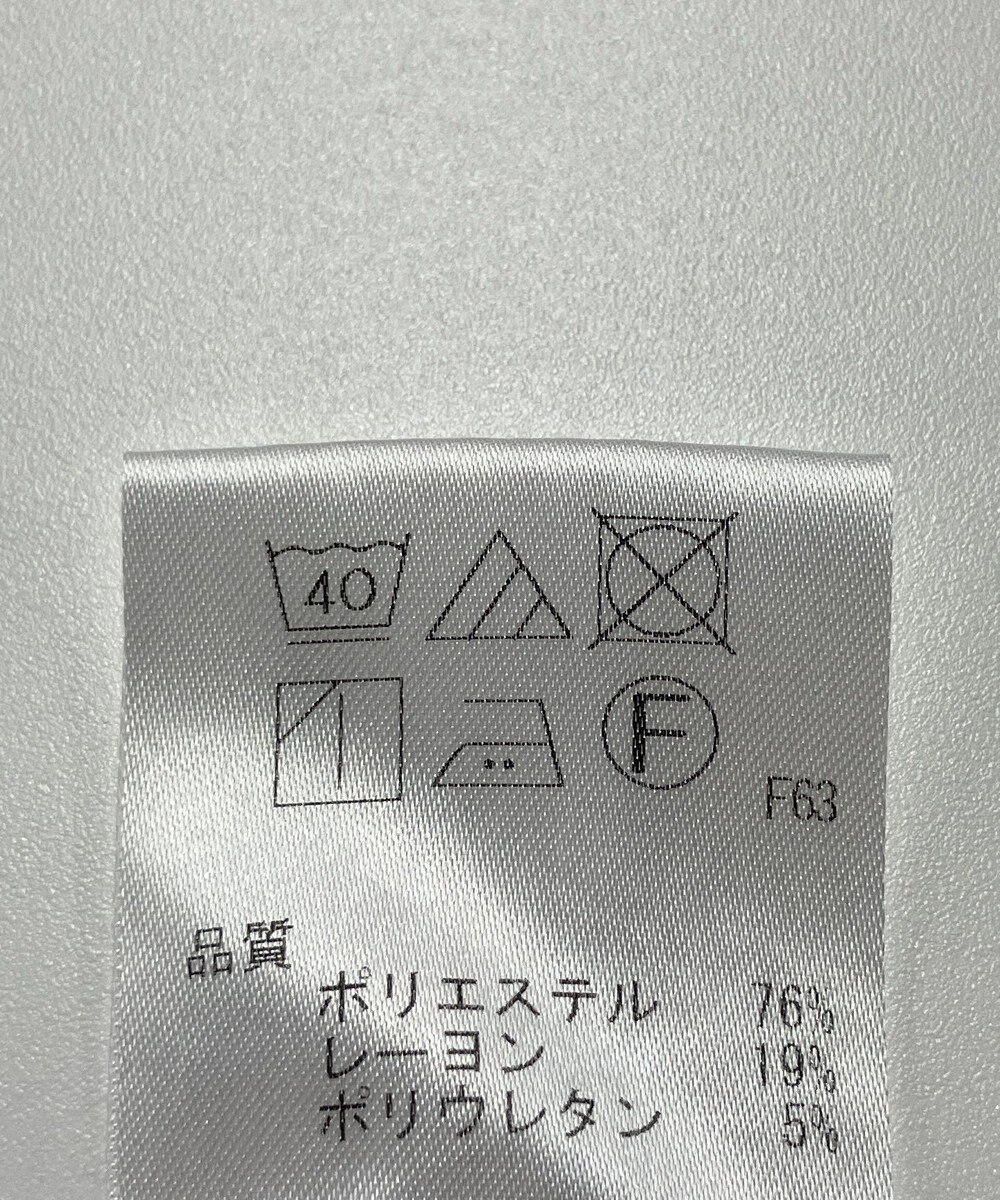 40
F
F63
品質
ポリエステル 76%
レーヨン 19%
ポリウレタン 5%